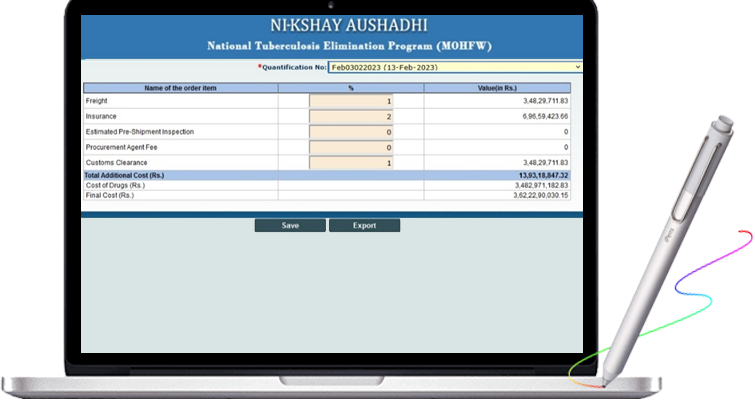 NI-KSHAY AUSHADHI
National Tuberculosis Elimination Program (MOHFW)
*Quantification No: Feb03022023 (13-Feb-2023)
Name of the order item % Value(in Rs.)
Freight 1 3,48,29,711.83
Insurance 2 6,96,59,423.66
Estimated Pre-Shipment Inspection 0 0
Procurement Agent Fee 0 0
Customs Clearance 1 3,48,29,711.83
Total Additional Cost (Rs.) 13,93,18,847.32
Cost of Drugs (Rs.) 3,482,971,182.83
Final Cost (Rs.) 3,62,22,90,030.15
Save Export